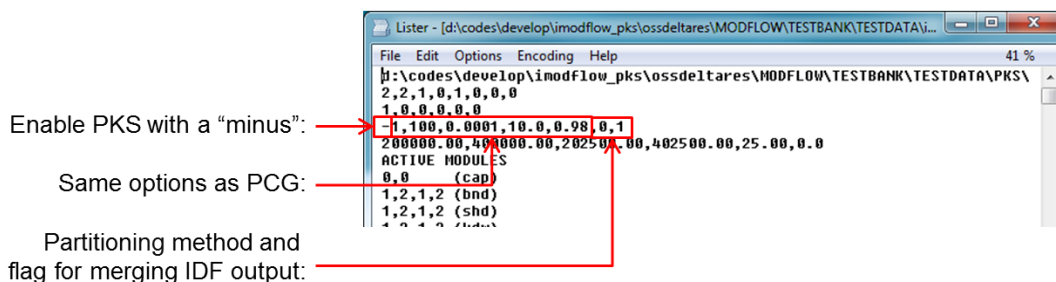 Lister - [d:\codes\develop\imodflow_pks\ossdeltares\MODFLOW\TESTBANK\TESTDATA\i...
File Edit Options Encoding Help 41 %
d:\codes\develop\imodflow_pks\ossdeltares\MODFLOW\TESTBANK\TESTDATA\PKS\
2,2,1,0,1,0,0,0
1,0,0,0,0,0
Enable PKS with a “minus”:
-1,100,0.0001,10.0,0.98,0,1
200000.00,400000.00,202500.00,402500.00,25.00,0.0
ACTIVE MODULES
Same options as PCG:
0,0 (cap)
1,2,1,2 (bnd)
1,2,1,2 (shd)
Partitioning method and
flag for merging IDF output: